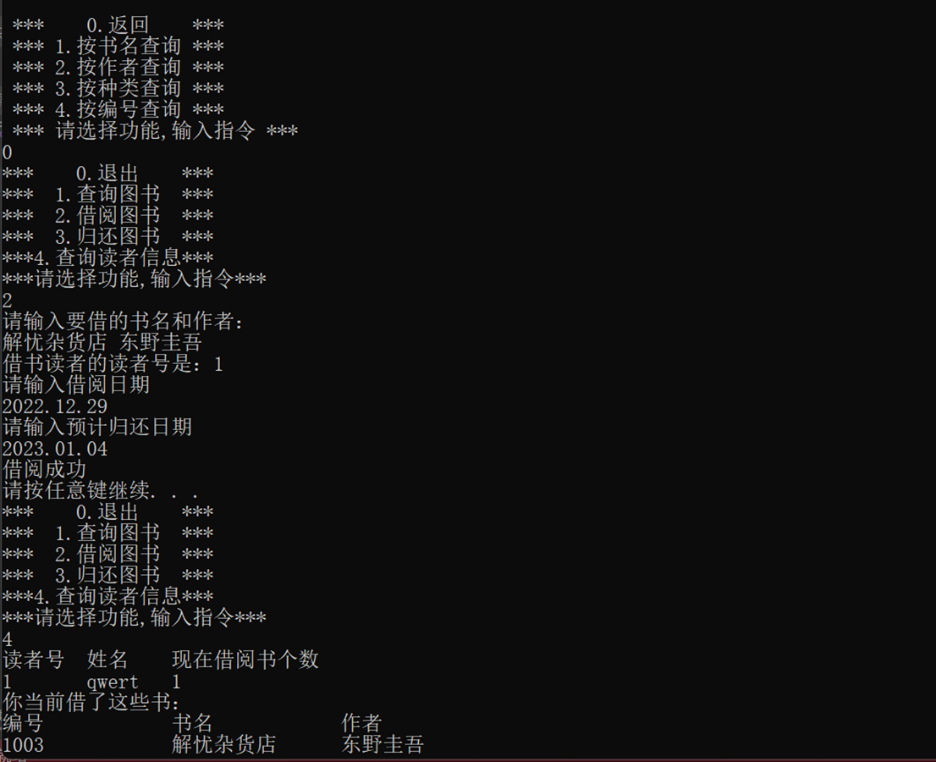 ***    0.返回    ***
*** 1.按书名查询 ***
*** 2.按作者查询 ***
*** 3.按种类查询 ***
*** 4.按编号查询 ***
*** 请选择功能,输入指令 ***
0
***    0.退出    ***
***  1.查询图书  ***
***  2.借阅图书  ***
***  3.归还图书  ***
***4.查询读者信息***
***请选择功能,输入指令***
2
请输入要借的书名和作者:
解忧杂货店 东野圭吾
借书读者的读者号是: 1
请输入借阅日期
2022.12.29
请输入预计归还日期
2023.01.04
借阅成功
请按任意键继续. . .
***    0.退出    ***
***  1.查询图书  ***
***  2.借阅图书  ***
***  3.归还图书  ***
***4.查询读者信息***
***请选择功能,输入指令***
4
读者号  姓名    现在借阅书个数
1       qwert   1
你当前借了这些书:
编号            书名            作者
1003            解忧杂货店      东野圭吾